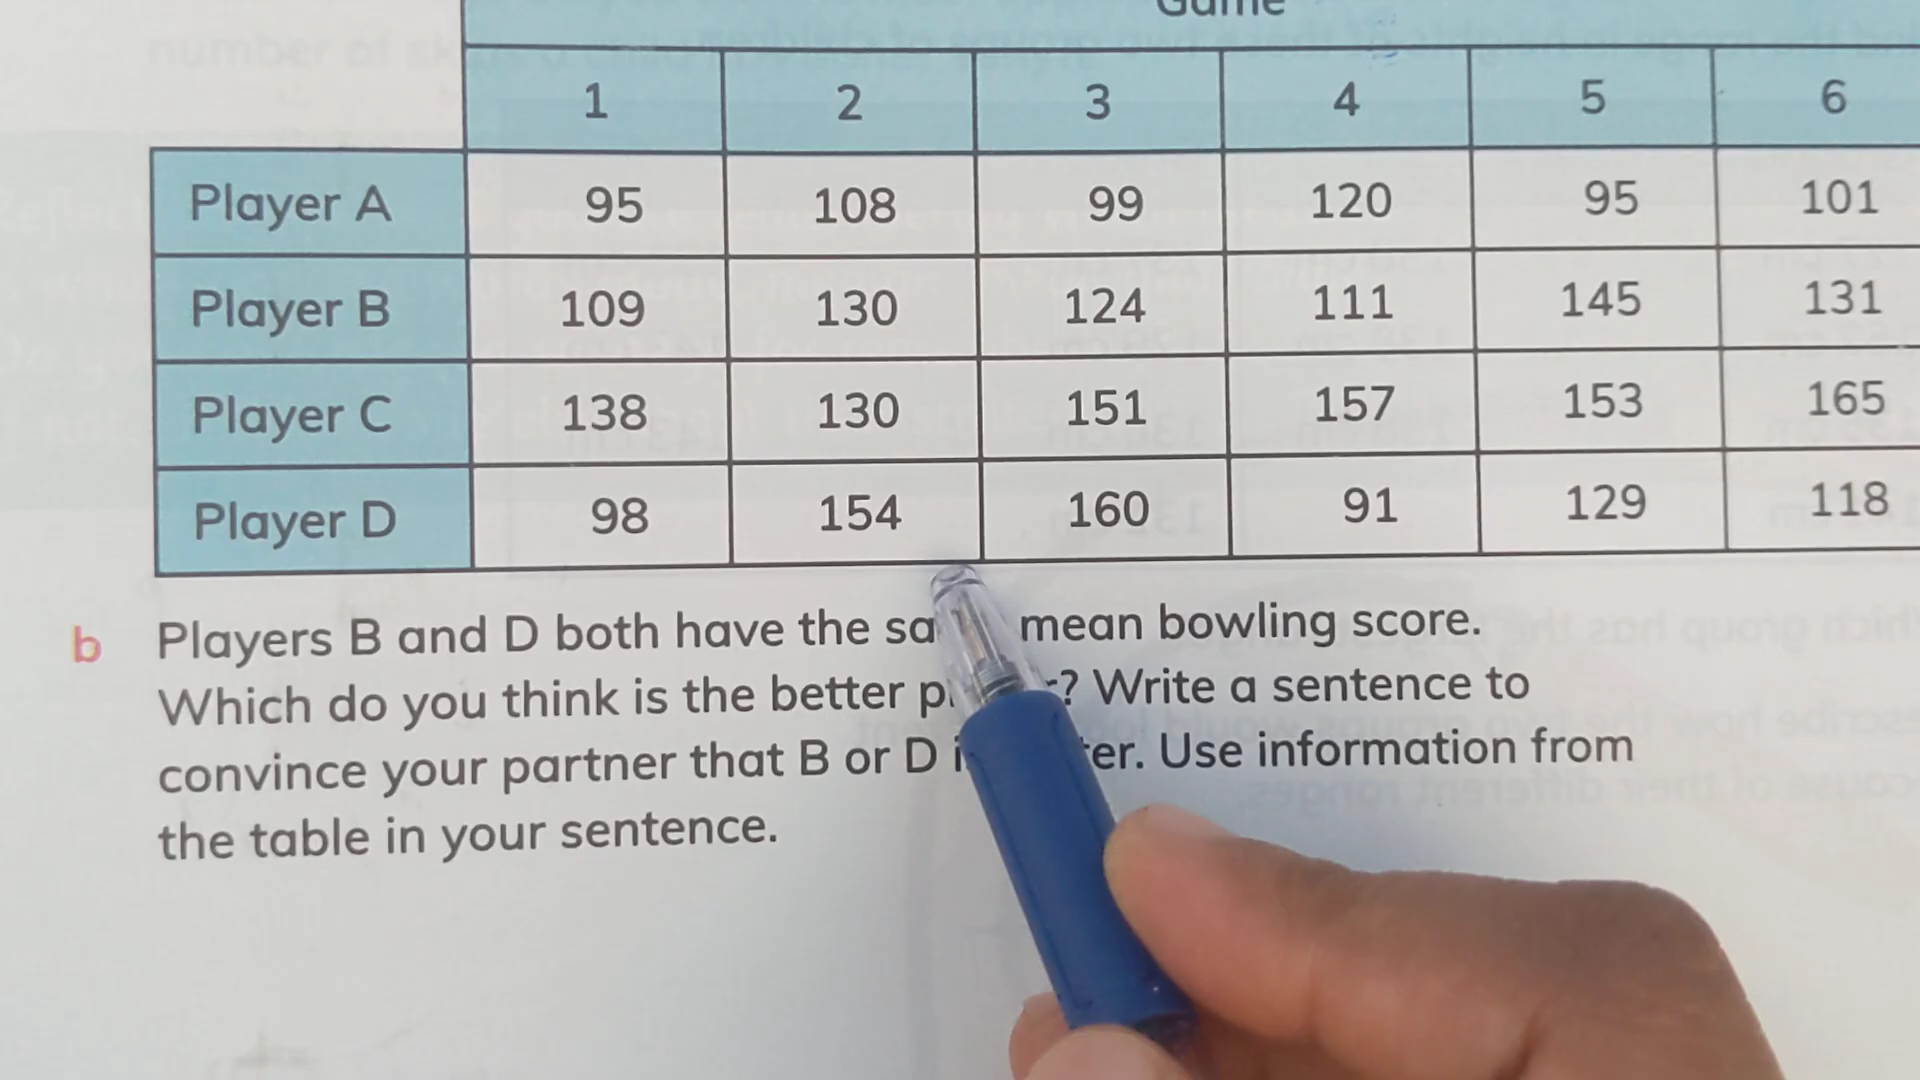 Game
1 2 3 4 5 6
Player A 95 108 99 120 95 101
Player B 109 130 124 111 145 131
Player C 138 130 151 157 153 165
Player D 98 154 160 91 129 118
b Players B and D both have the mean bowling score.
Which do you think is the better ? Write a sentence to
convince your partner that B or D . Use information from
the table in your sentence.